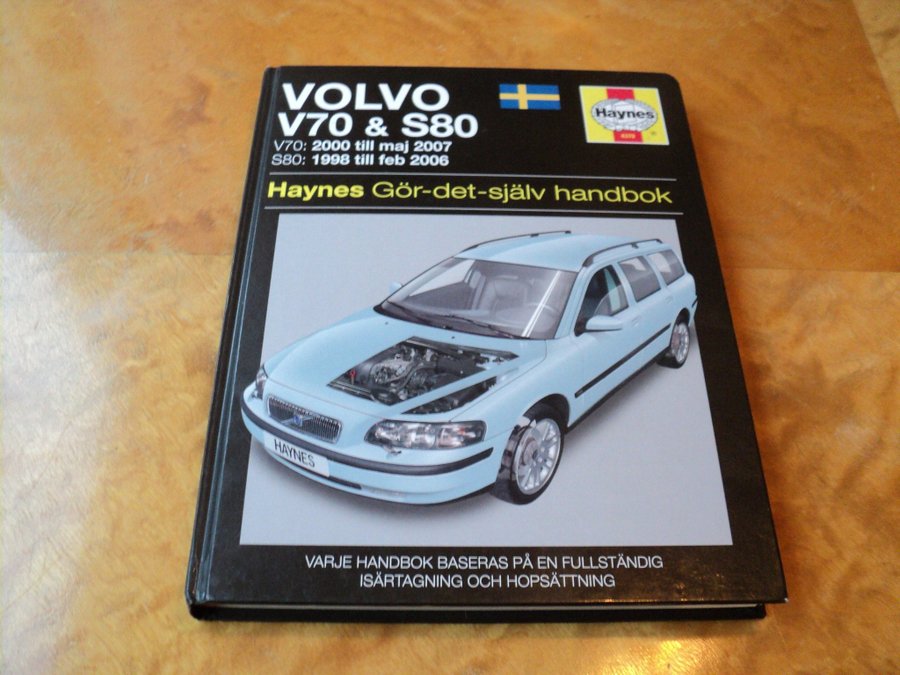 VOLVO
V70 & S80
V70: 2000 till maj 2007
S80: 1998 till feb 2006
Haynes
Haynes Gör-det-själv handbok
HAYNES
VARJE HANDBOK BASERAS PÅ EN FULLSTÄNDIG
ISÄRTAGNING OCH HOPSÄTTNING